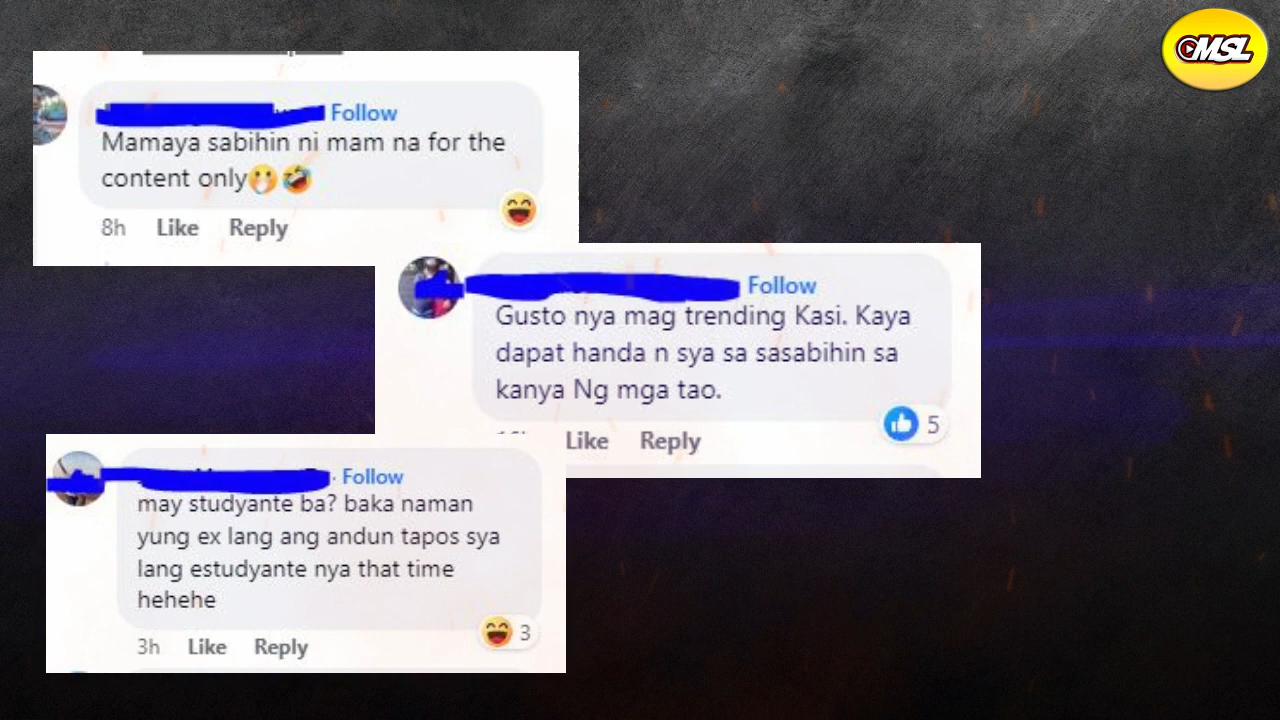 MSL
Follow
Mamaya sabihin ni mam na for the
content only🫢🤣
8h Like Reply
Follow
Gusto nya mag trending Kasi. Kaya
dapat handa n sya sa sasabihin sa
kanya Ng mga tao.
Like Reply 5
· Follow
may studyante ba? baka naman
yung ex lang ang andun tapos sya
lang estudyante nya that time
hehehe
3h Like Reply 3